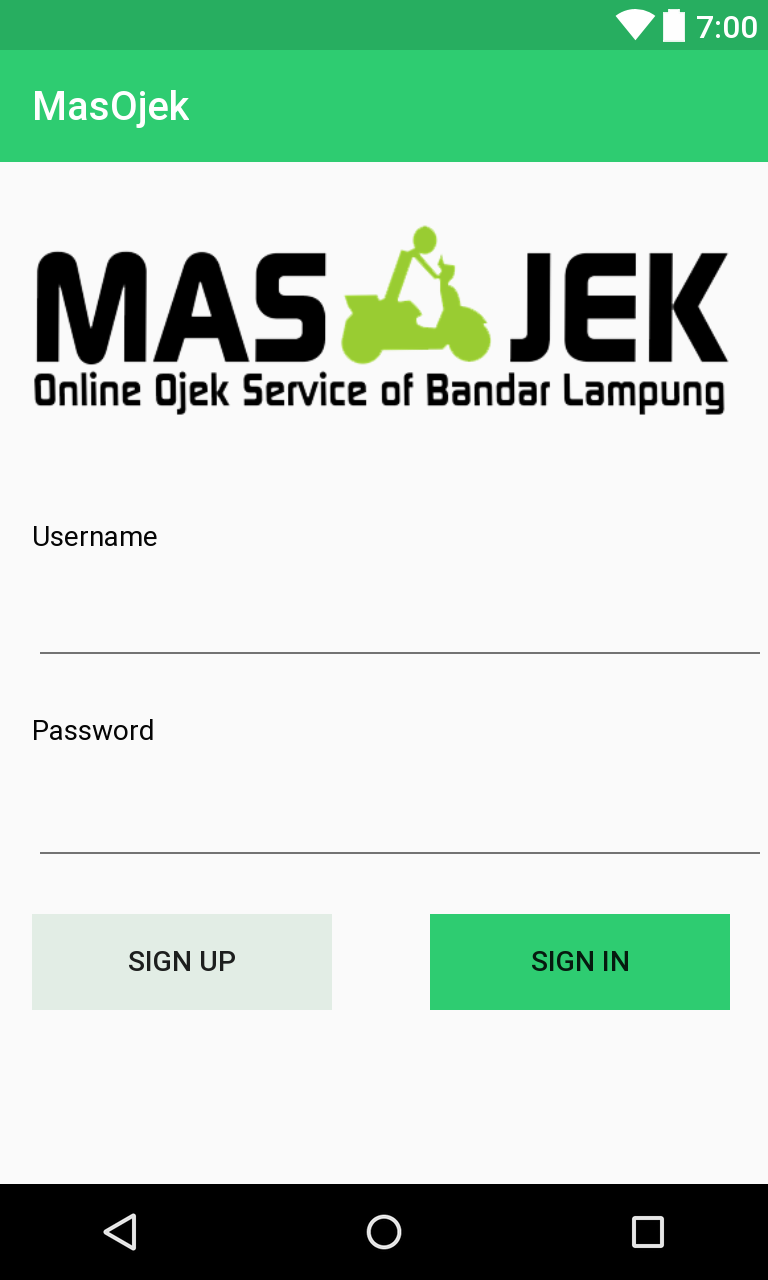 7:00
MasOjek
MAS JEK
Online Ojek Service of Bandar Lampung
Username
Password
SIGN UP
SIGN IN